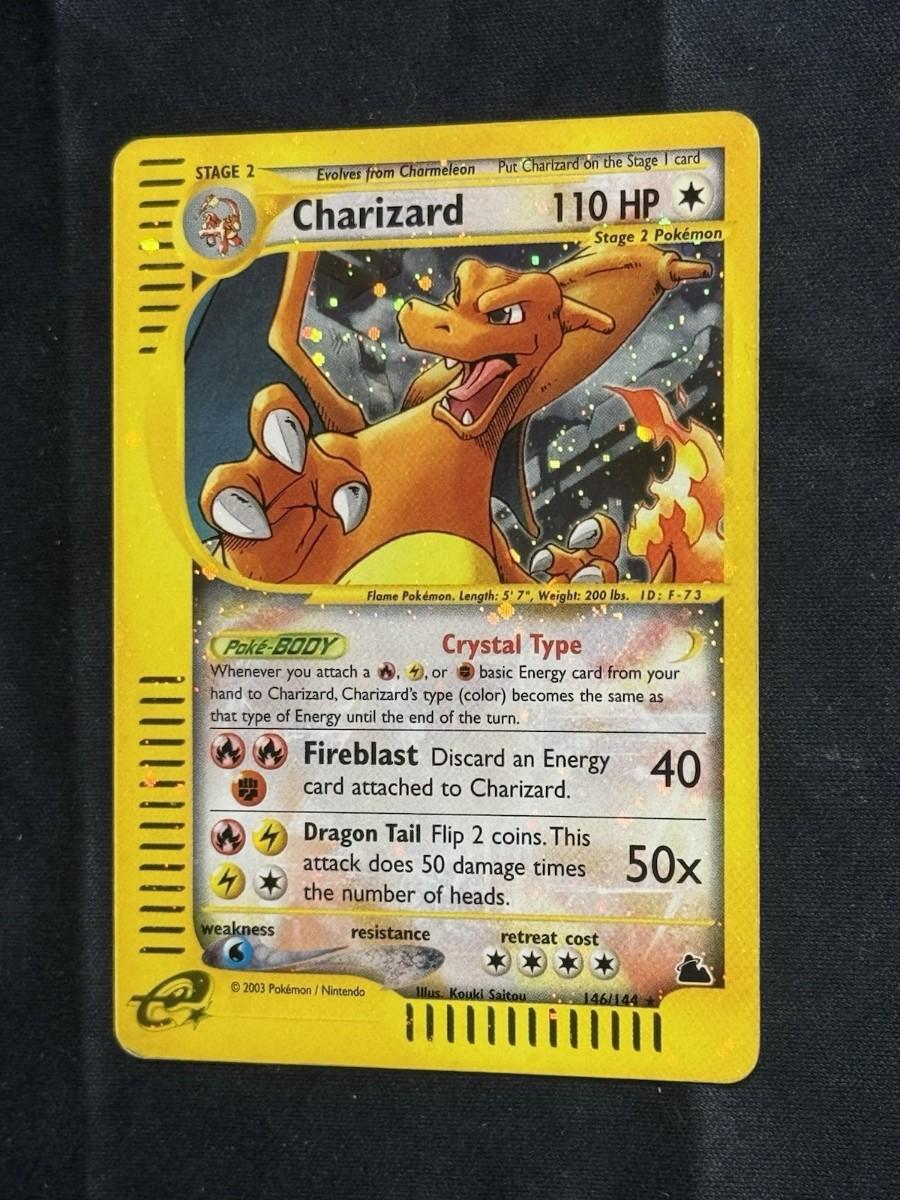 STAGE 2 Evolves from Charmeleon Put Charizard on the Stage 1 card
Charizard 110 HP
Stage 2 Pokémon
Flame Pokémon. Length: 5' 7", Weight: 200 lbs. ID: F-73
Poké-BODY Crystal Type
Whenever you attach a , , or basic Energy card from your
hand to Charizard, Charizard's type (color) becomes the same as
that type of Energy until the end of the turn.
Fireblast Discard an Energy
card attached to Charizard.
40
Dragon Tail Flip 2 coins. This
attack does 50 damage times
the number of heads.
50x
weakness resistance retreat cost
© 2003 Pokémon / Nintendo Illus. Kouki Saitou 146/144 ★
e